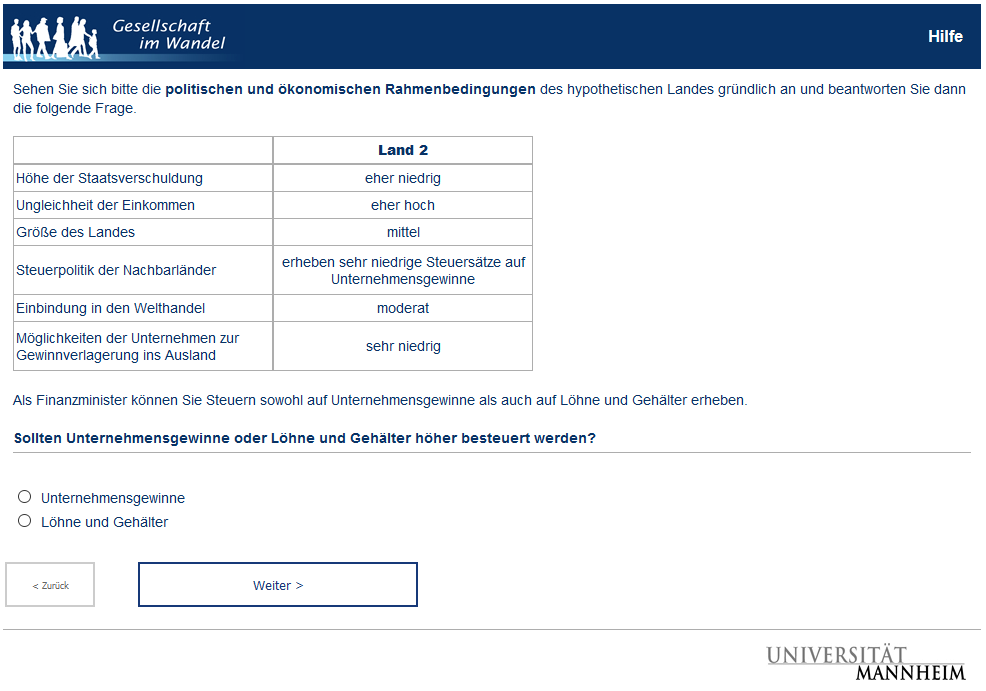 Gesellschaft
im Wandel
Hilfe
Sehen Sie sich bitte die politischen und ökonomischen Rahmenbedingungen des hypothetischen Landes gründlich an und beantworten Sie dann
die folgende Frage.
Land 2
Höhe der Staatsverschuldung eher niedrig
Ungleichheit der Einkommen eher hoch
Größe des Landes mittel
Steuerpolitik der Nachbarländer erheben sehr niedrige Steuersätze auf
Unternehmensgewinne
Einbindung in den Welthandel moderat
Möglichkeiten der Unternehmen zur
Gewinnverlagerung ins Ausland sehr niedrig
Als Finanzminister können Sie Steuern sowohl auf Unternehmensgewinne als auch auf Löhne und Gehälter erheben.
Sollten Unternehmensgewinne oder Löhne und Gehälter höher besteuert werden?
Unternehmensgewinne
Löhne und Gehälter
< Zurück
Weiter >
UNIVERSITÄT
MANNHEIM